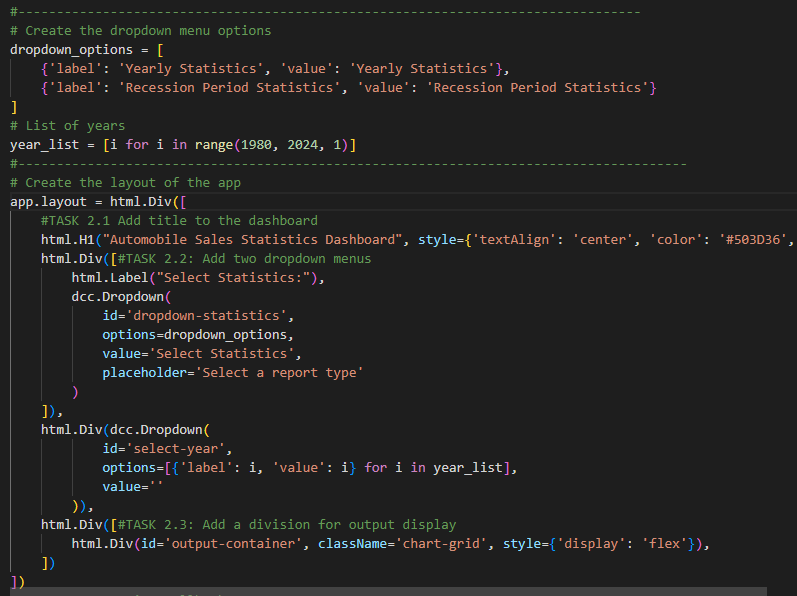 #---------------------------------------------------------------------------------
# Create the dropdown menu options
dropdown_options = [
    {'label': 'Yearly Statistics', 'value': 'Yearly Statistics'},
    {'label': 'Recession Period Statistics', 'value': 'Recession Period Statistics'}
]
# List of years
year_list = [i for i in range(1980, 2024, 1)]
#---------------------------------------------------------------------------------------
# Create the layout of the app
app.layout = html.Div([
    #TASK 2.1 Add title to the dashboard
    html.H1("Automobile Sales Statistics Dashboard", style={'textAlign': 'center', 'color': '#503D36',
    html.Div([#TASK 2.2: Add two dropdown menus
        html.Label("Select Statistics:"),
        dcc.Dropdown(
            id='dropdown-statistics',
            options=dropdown_options,
            value='Select Statistics',
            placeholder='Select a report type'
        )
    ]),
    html.Div(dcc.Dropdown(
            id='select-year',
            options=[{'label': i, 'value': i} for i in year_list],
            value=''
        )),
    html.Div([#TASK 2.3: Add a division for output display
        html.Div(id='output-container', className='chart-grid', style={'display': 'flex'}),
    ])
])